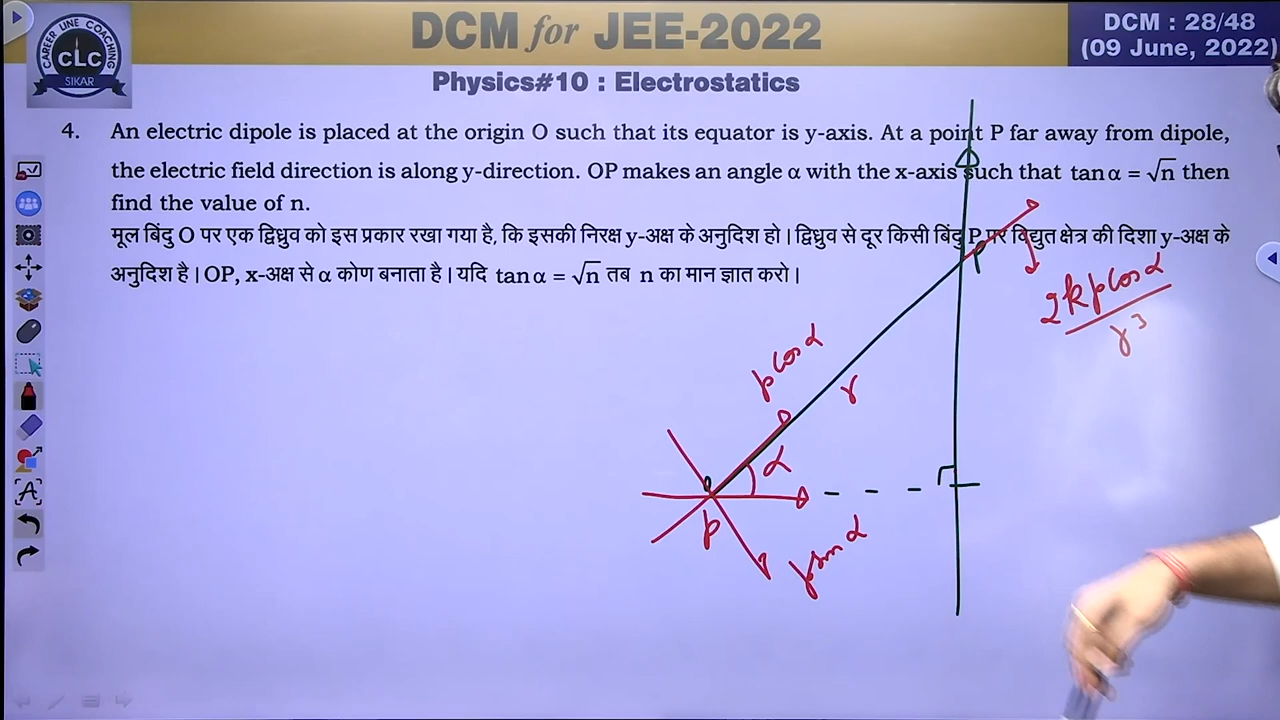 DCM for JEE-2022
DCM : 28/48
(09 June, 2022)
CAREER LINE COACHING
CLC
SIKAR
Physics#10 : Electrostatics
4. An electric dipole is placed at the origin O such that its equator is y-axis. At a point P far away from dipole,
the electric field direction is along y-direction. OP makes an angle α with the x-axis such that tan α = √n then
find the value of n.
मूल बिंदु O पर एक द्विध्रुव को इस प्रकार रखा गया है, कि इसकी निरक्ष y-अक्ष के अनुदिश हो। द्विध्रुव से दूर किसी बिंदु P पर विद्युत क्षेत्र की दिशा y-अक्ष के
अनुदिश है। OP, x-अक्ष से α कोण बनाता है। यदि tan α = √n तब n का मान ज्ञात करो।
P
2kp cos α
r³
p cos α
r
α
O
p
p sin α
A